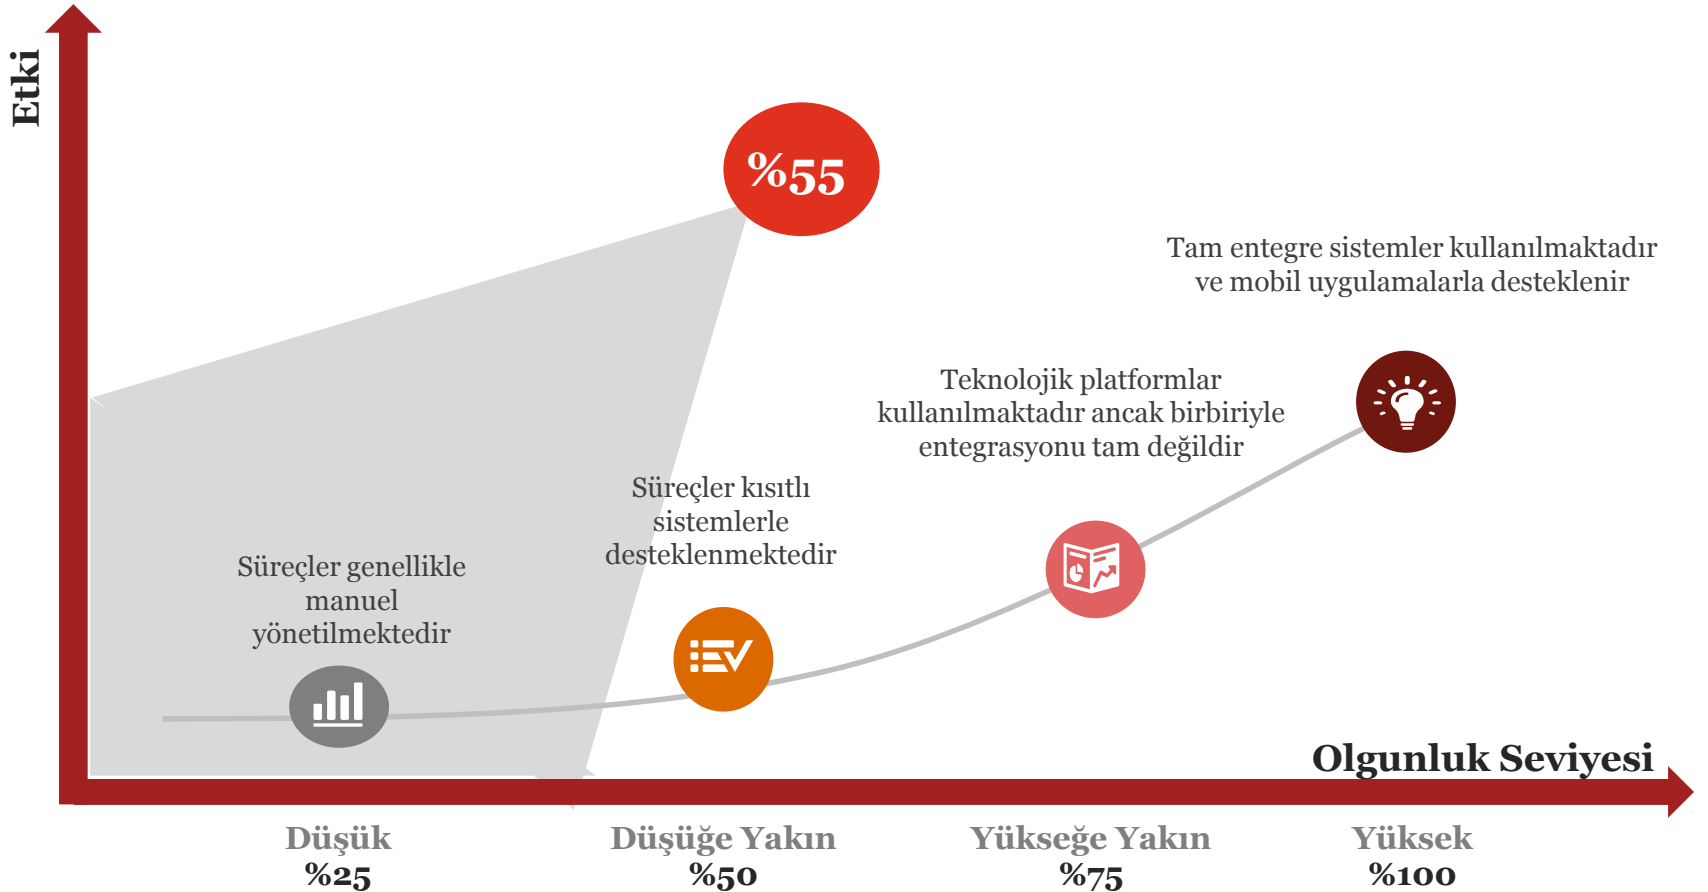 Etki
%55
Tam entegre sistemler kullanılmaktadır
ve mobil uygulamalarla desteklenir
Teknolojik platformlar
kullanılmaktadır ancak birbiriyle
entegrasyonu tam değildir
Süreçler kısıtlı
sistemlerle
desteklenmektedir
Süreçler genellikle
manuel
yönetilmektedir
Olgunluk Seviyesi
Düşük
%25
Düşüğe Yakın
%50
Yükseğe Yakın
%75
Yüksek
%100